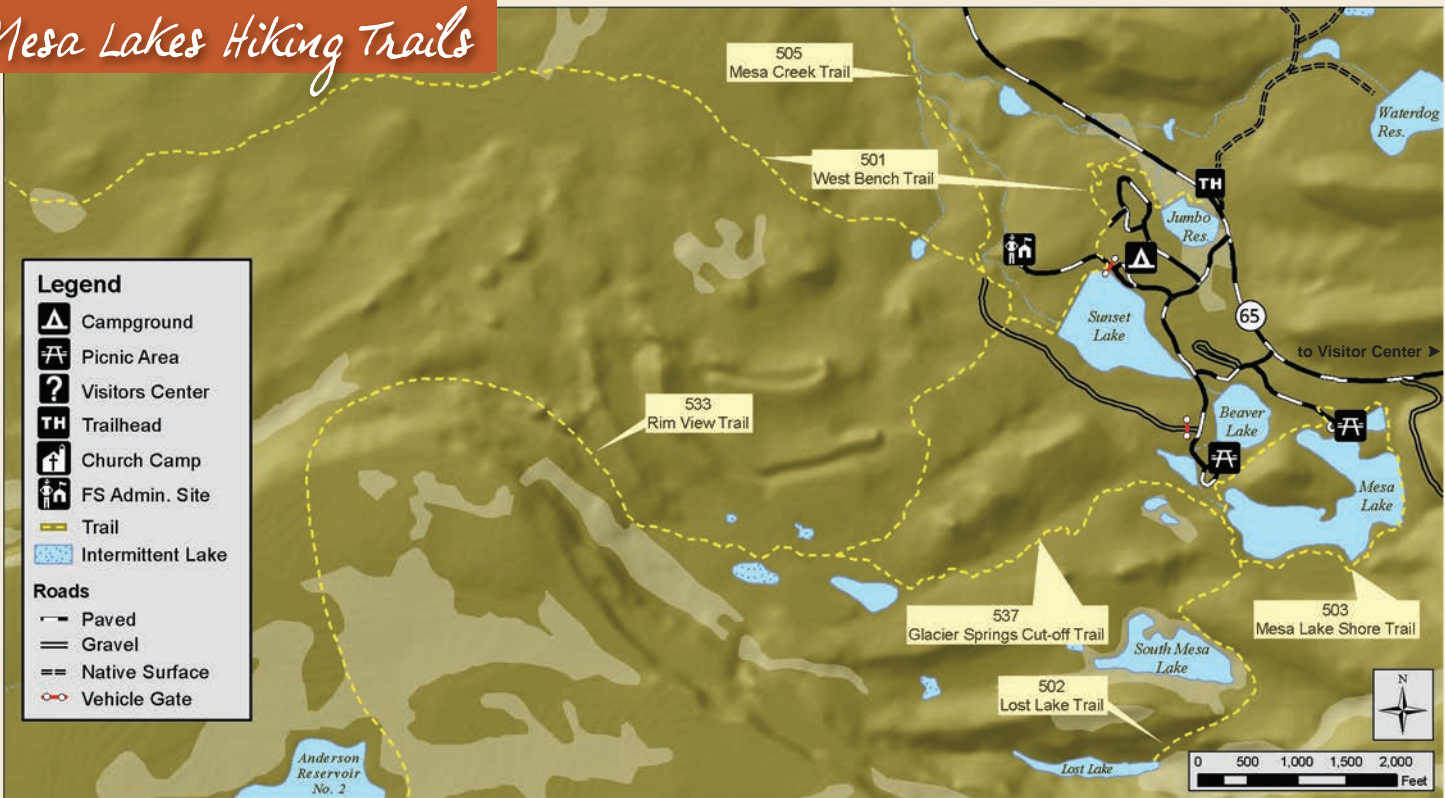 Mesa Lakes Hiking Trails
505
Mesa Creek Trail
Waterdog
Res.
501
West Bench Trail
TH
Jumbo
Res.
Sunset
Lake
65
to Visitor Center ➤
Legend
Campground
Picnic Area
? Visitors Center
TH Trailhead
Church Camp
FS Admin. Site
Trail
Intermittent Lake
Roads
Paved
Gravel
Native Surface
Vehicle Gate
533
Rim View Trail
Beaver
Lake
Mesa
Lake
537
Glacier Springs Cut-off Trail
503
Mesa Lake Shore Trail
South Mesa
Lake
502
Lost Lake Trail
N
Anderson
Reservoir
No. 2
Lost Lake
0 500 1,000 1,500 2,000
Feet